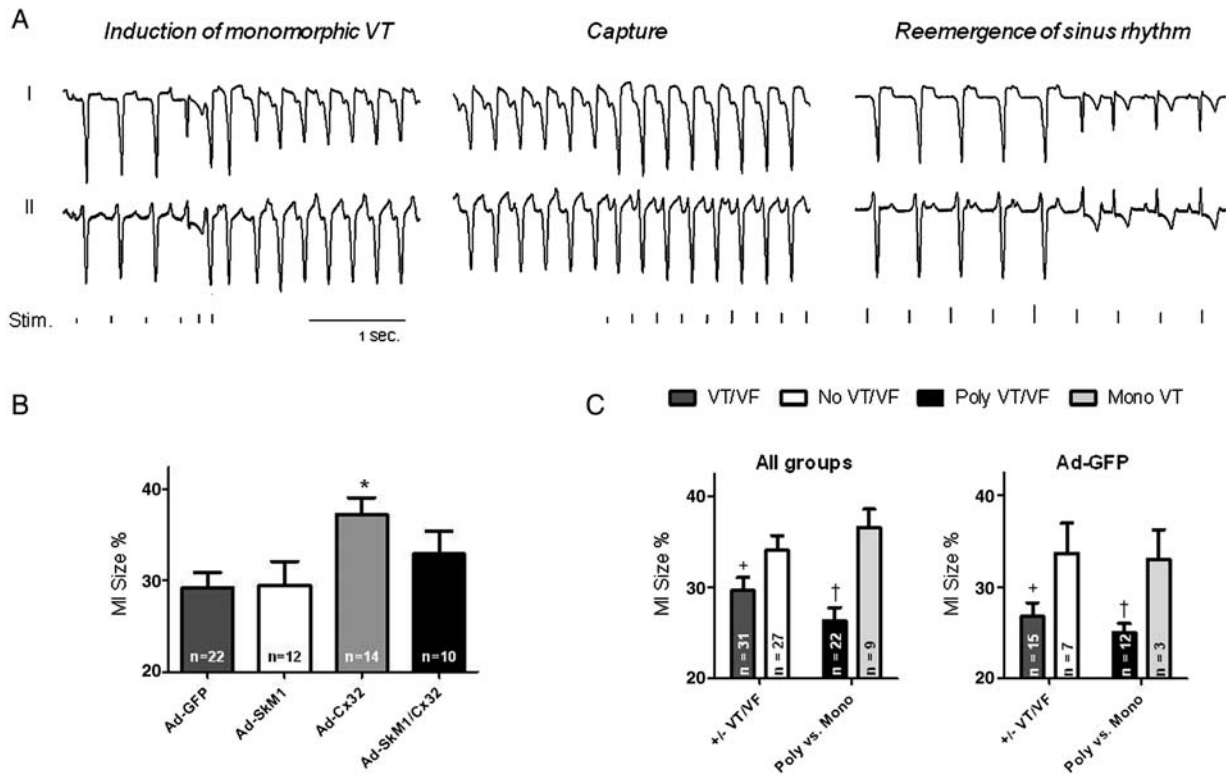 A
Induction of monomorphic VT
Capture
Reemergence of sinus rhythm
I
II
Stim.
1 sec.
B
MI Size %
40
30
20
*
n=22
n=12
n=14
n=10
Ad-GFP
Ad-SkM1
Ad-Cx32
Ad-SkM1/Cx32
C
VT/VF
No VT/VF
Poly VT/VF
Mono VT
All groups
MI Size %
40
30
20
+
†
n = 31
n = 27
n = 22
n = 9
+/- VT/VF
Poly vs. Mono
Ad-GFP
MI Size %
40
30
20
+
†
n = 15
n = 7
n = 12
n = 3
+/- VT/VF
Poly vs. Mono